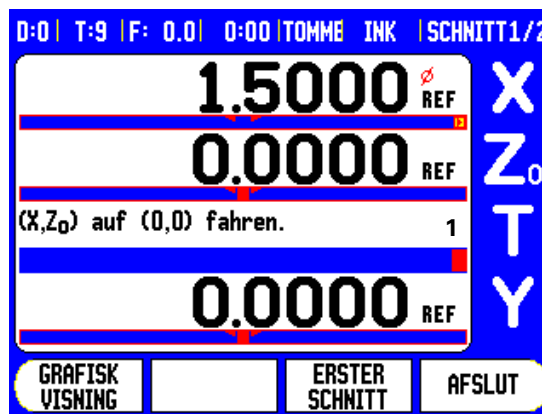 D:0 | T:9 | F: 0.0 | 0:00 | TOMME INK | SCHNITT1/2
1.5000 Ø REF X
0.0000 REF Z0
(X,Z0) auf (0,0) fahren. 1 T
0.0000 REF Y
GRAFISK VISNING
ERSTER SCHNITT
AFSLUT